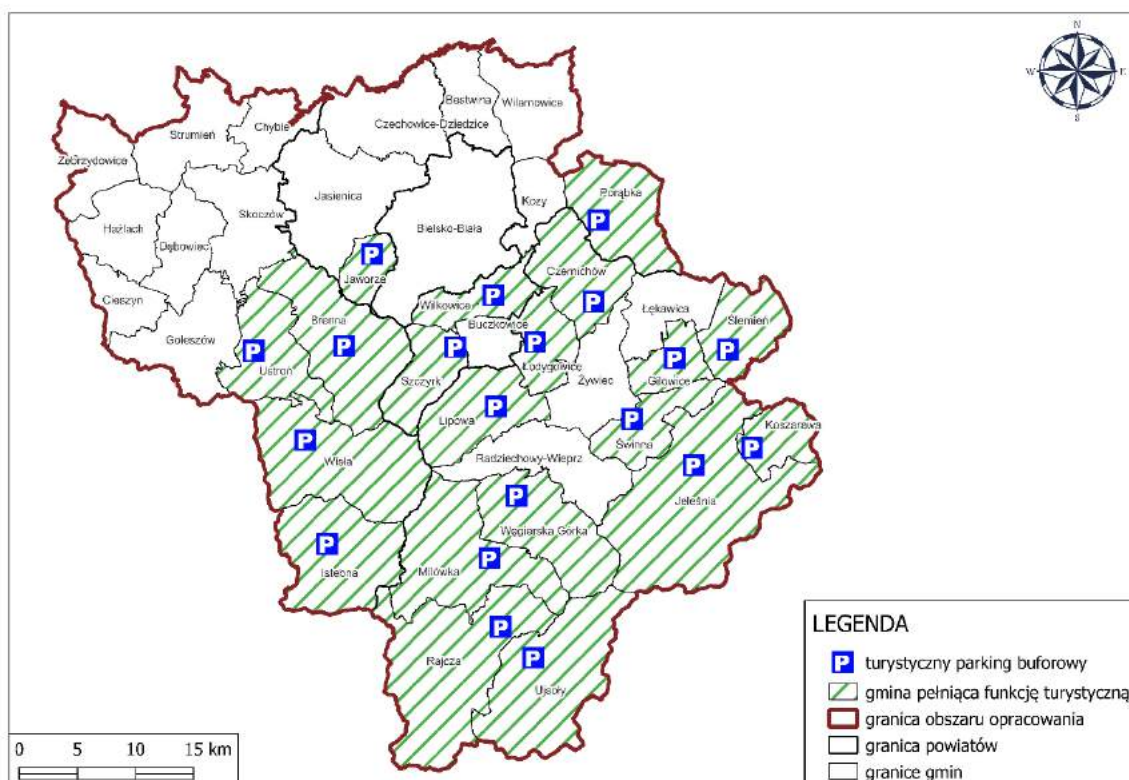 N
W
E
S
Bestwina
Wilamowice
Czechowice-Dziedzice
Chybie
Strumień
Zebrzydowice
Jasienica
Kozy
Porąbka
Skoczów
Hażlach
Dębowiec
Bielsko-Biała
P
P
Jaworze
Czernichów
Cieszyn
P
P
Wilkowice
Łękawica
Ślemień
Brenna
Buczkowice
Goleszów
P
P
P
P
P
P
P
Ustroń
Szczyrk
Łodygowice
Żywiec
Gilowice
P
Lipowa
P
Koszarawa
P
Świnna
P
Wisła
Radziechowy-Wieprz
P
Jeleśnia
P
Węgierska Górka
P
Istebna
Milówka
P
P
Rajcza
P
Ujsoły
LEGENDA
P turystyczny parking buforowy
gmina pełniąca funkcję turystyczną
granica obszaru opracowania
granica powiatów
granice gmin
0 5 10 15 km